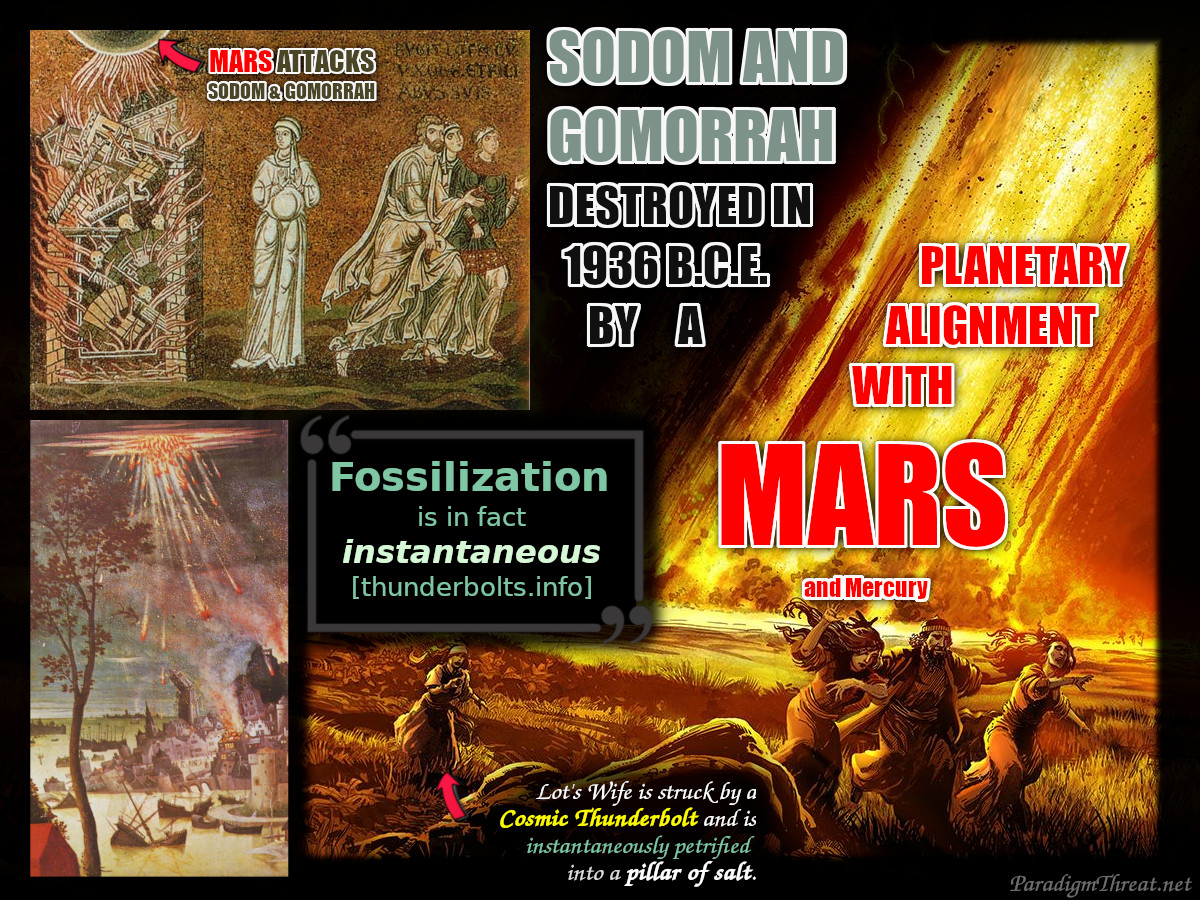 MARS ATTACKS
SODOM & GOMORRAH
SODOM AND
GOMORRAH
DESTROYED IN
1936 B.C.E.
BY A
PLANETARY
ALIGNMENT
WITH
MARS
and Mercury
“
Fossilization
is in fact
instantaneous
[thunderbolts.info]
”
Lot's Wife is struck by a
Cosmic Thunderbolt and is
instantaneously petrified
into a pillar of salt.
ParadigmThreat.net